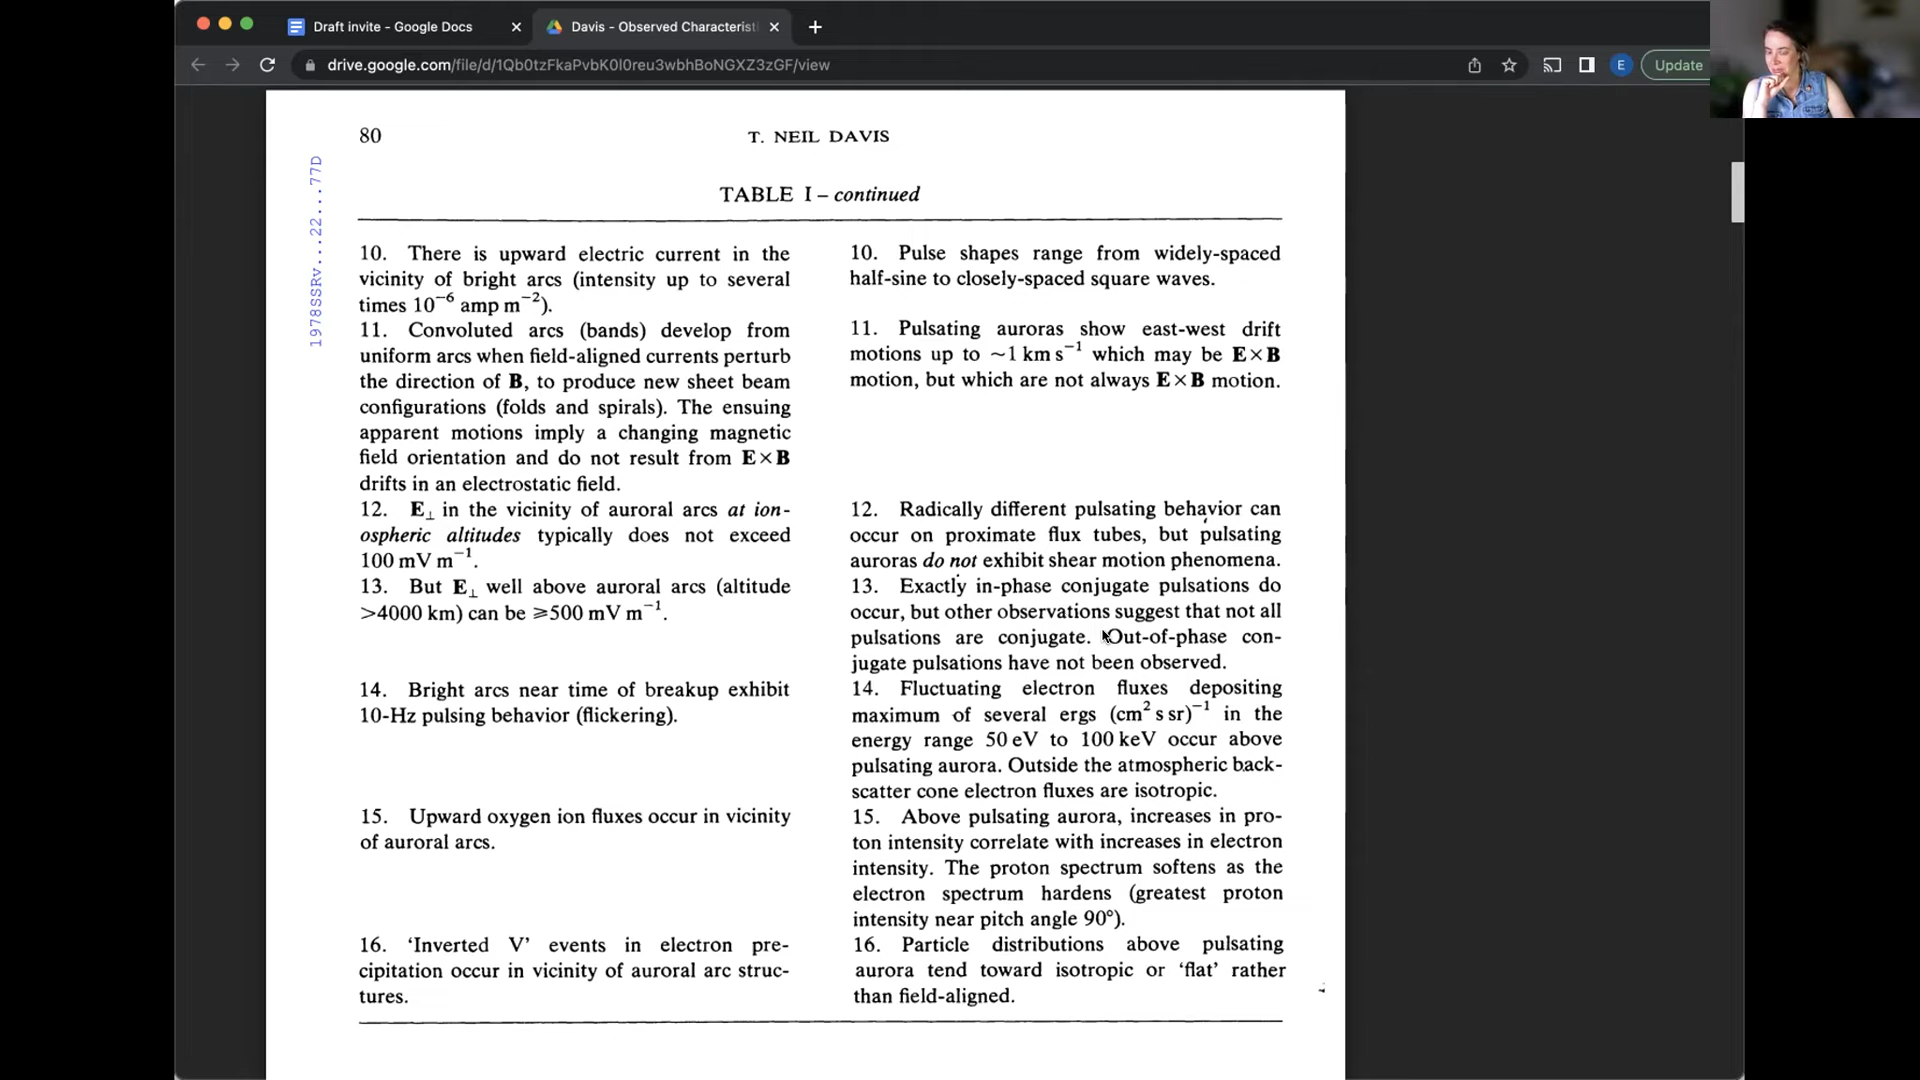 Draft invite - Google Docs
Davis - Observed Characterist
drive.google.com/file/d/1Qb0tzFkaPvbK0l0reu3wbhBoNGXZ3zGF/view
E
Update
80
T. NEIL DAVIS
1978SSRv...22...77D
TABLE I – continued
10. There is upward electric current in the
vicinity of bright arcs (intensity up to several
times 10⁻⁶ amp m⁻²).
11. Convoluted arcs (bands) develop from
uniform arcs when field-aligned currents perturb
the direction of B, to produce new sheet beam
configurations (folds and spirals). The ensuing
apparent motions imply a changing magnetic
field orientation and do not result from E×B
drifts in an electrostatic field.
12. E⊥ in the vicinity of auroral arcs at ion-
ospheric altitudes typically does not exceed
100 mV m⁻¹.
13. But E⊥ well above auroral arcs (altitude
>4000 km) can be ≥500 mV m⁻¹.
14. Bright arcs near time of breakup exhibit
10-Hz pulsing behavior (flickering).
15. Upward oxygen ion fluxes occur in vicinity
of auroral arcs.
16. ‘Inverted V’ events in electron pre-
cipitation occur in vicinity of auroral arc struc-
tures.
10. Pulse shapes range from widely-spaced
half-sine to closely-spaced square waves.
11. Pulsating auroras show east-west drift
motions up to ~1 km s⁻¹ which may be E×B
motion, but which are not always E×B motion.
12. Radically different pulsating behavior can
occur on proximate flux tubes, but pulsating
auroras do not exhibit shear motion phenomena.
13. Exactly in-phase conjugate pulsations do
occur, but other observations suggest that not all
pulsations are conjugate. Out-of-phase con-
jugate pulsations have not been observed.
14. Fluctuating electron fluxes depositing
maximum of several ergs (cm² s sr)⁻¹ in the
energy range 50 eV to 100 keV occur above
pulsating aurora. Outside the atmospheric back-
scatter cone electron fluxes are isotropic.
15. Above pulsating aurora, increases in pro-
ton intensity correlate with increases in electron
intensity. The proton spectrum softens as the
electron spectrum hardens (greatest proton
intensity near pitch angle 90°).
16. Particle distributions above pulsating
aurora tend toward isotropic or ‘flat’ rather
than field-aligned.